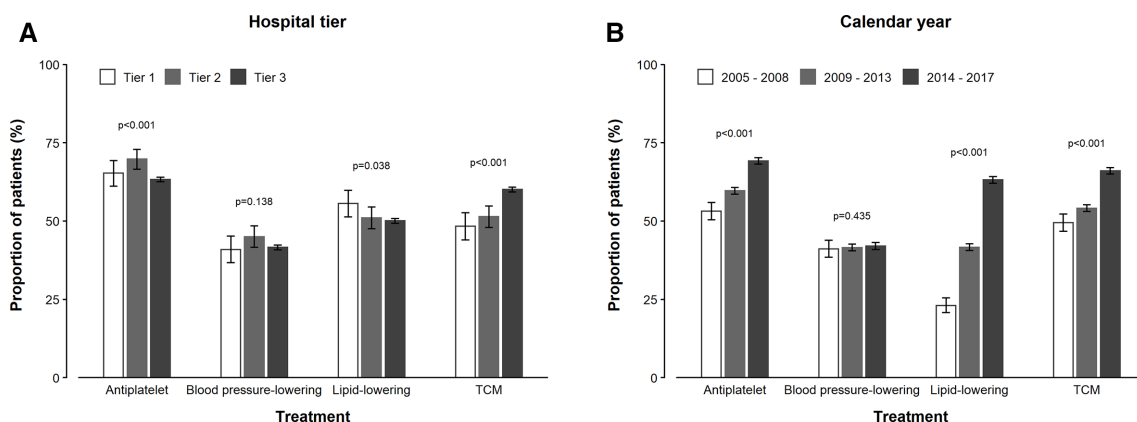 A
Hospital tier
Proportion of patients (%)
100
75
50
25
0
Tier 1
Tier 2
Tier 3
p<0.001
p=0.138
p=0.038
p<0.001
Antiplatelet
Blood pressure-lowering
Lipid-lowering
TCM
Treatment
B
Calendar year
Proportion of patients (%)
100
75
50
25
0
2005 - 2008
2009 - 2013
2014 - 2017
p<0.001
p=0.435
p<0.001
p<0.001
Antiplatelet
Blood pressure-lowering
Lipid-lowering
TCM
Treatment